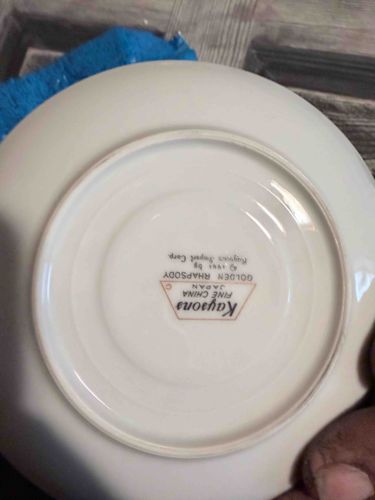 Kaysons
FINE CHINA
JAPAN
C
GOLDEN RHAPSODY
© 1961 by
Kaysons Import Corp.